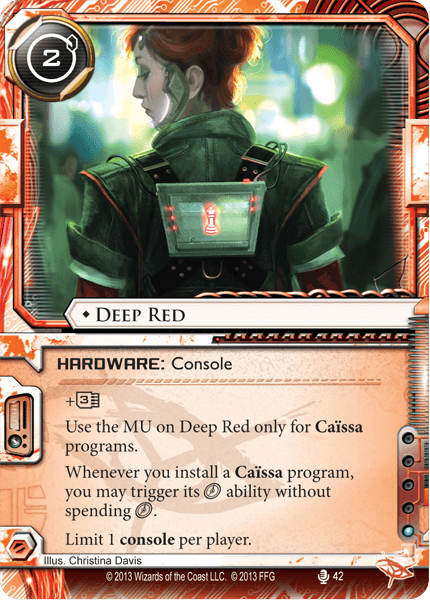 2
♦ Deep Red
HARDWARE: Console
+3
Use the MU on Deep Red only for Caïssa
programs.
Whenever you install a Caïssa program,
you may trigger its ability without
spending .
Limit 1 console per player.
Illus. Christina Davis
© 2013 Wizards of the Coast LLC. © 2013 FFG 42